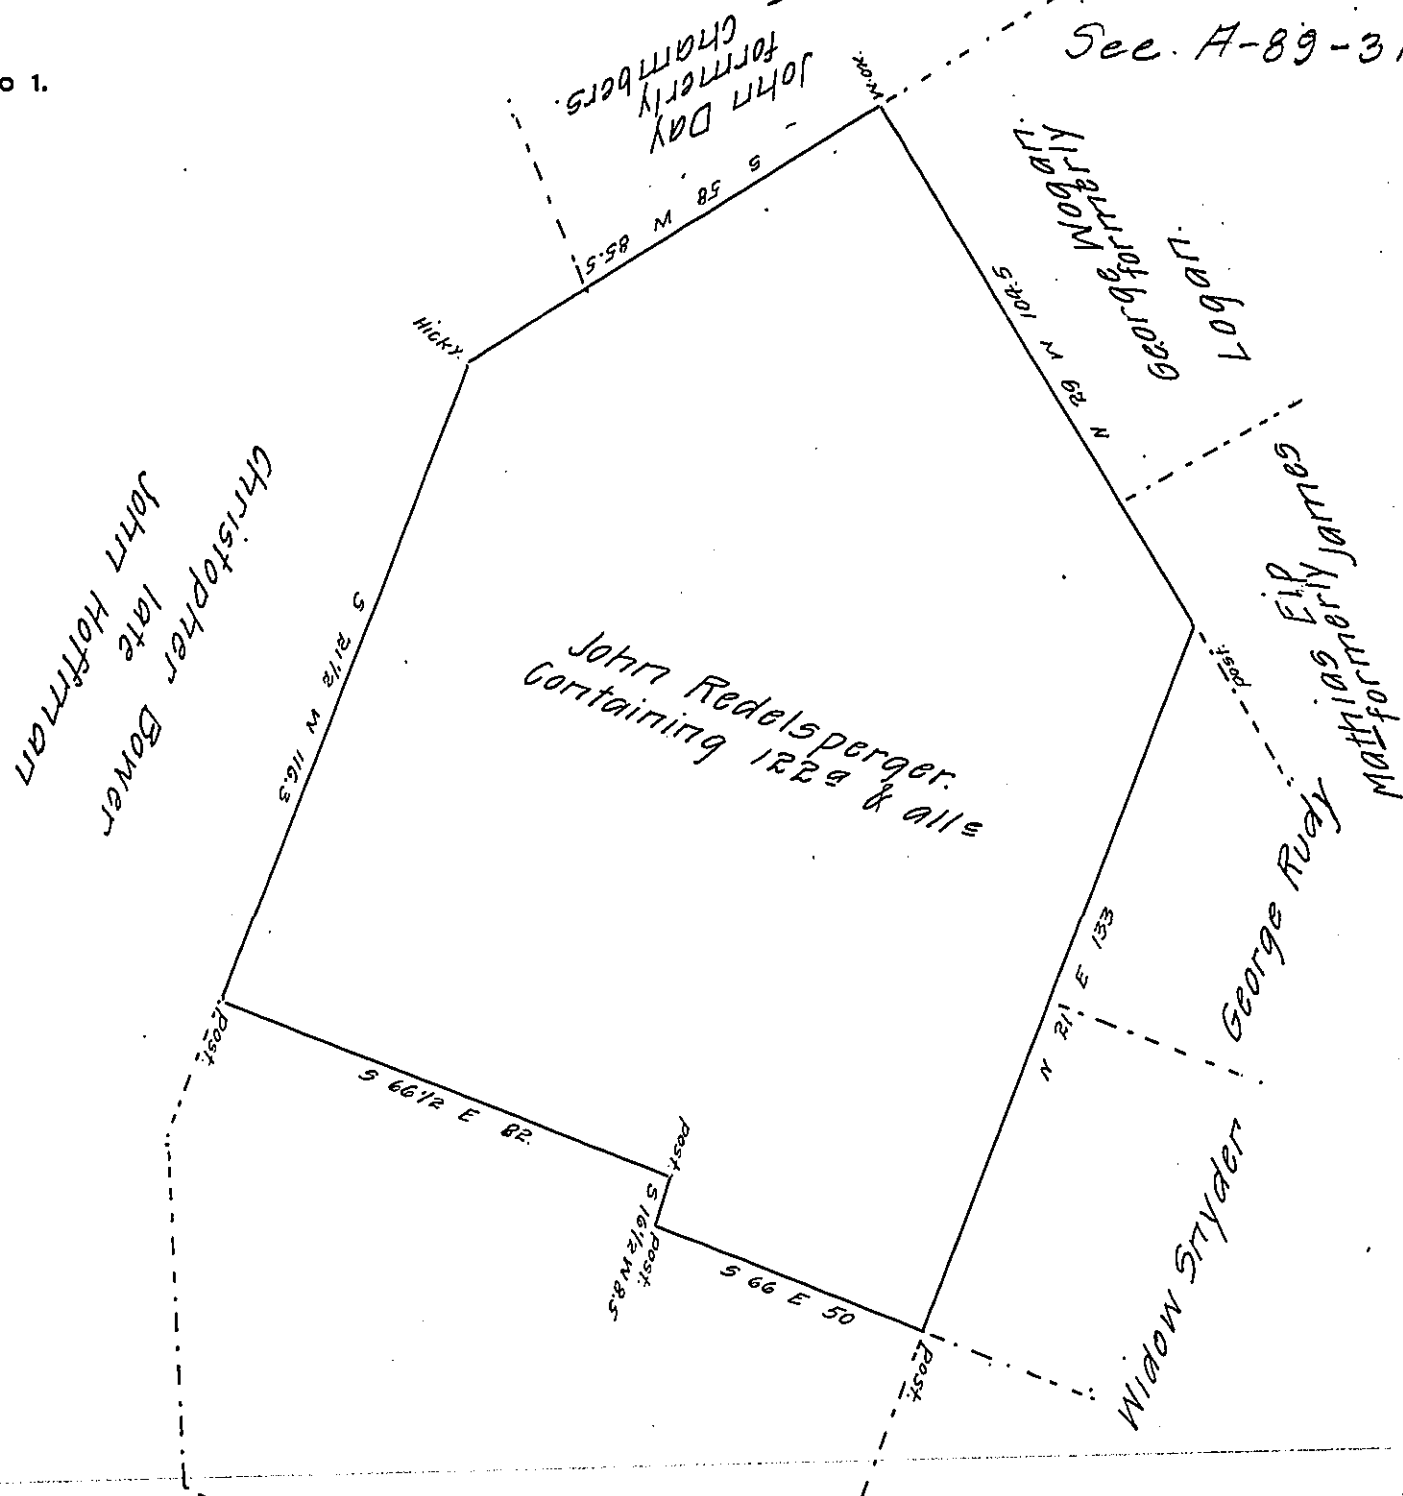 o 1.
See. A-89-31
John Day
formerly
Chambers.
W.oK.
S 58 W 85.5
Hicky.
George Wogan.
formerly
Logan.
N 29 W 104.5
Mathias Eip
formerly James
post.
Christopher Bower
late
John Hoffman
S 21 1/2 W 116.3
John Redelsperger.
Containing 122a & alls
George Rudy
N 21 E 133
post.
S 66 1/2 E 82.
post.
S 16 1/2 W 8.5
post.
S 66 E 50
post.
Widow Snyder